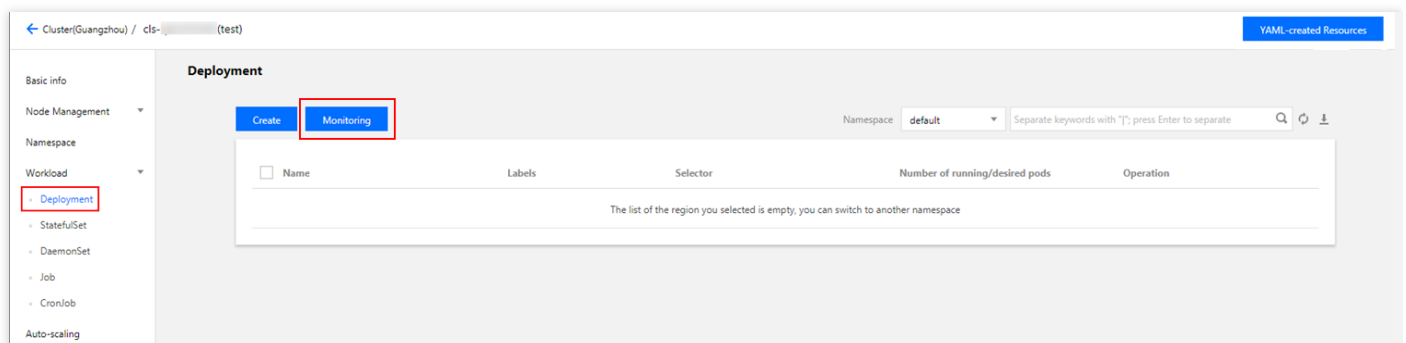 Cluster(Guangzhou) / cls- (test)
YAML-created Resources
Basic info
Node Management
Namespace
Workload
Deployment
StatefulSet
DaemonSet
Job
CronJob
Auto-scaling
Deployment
Create Monitoring Namespace default Separate keywords with "|"; press Enter to separate
Name Labels Selector Number of running/desired pods Operation
The list of the region you selected is empty, you can switch to another namespace